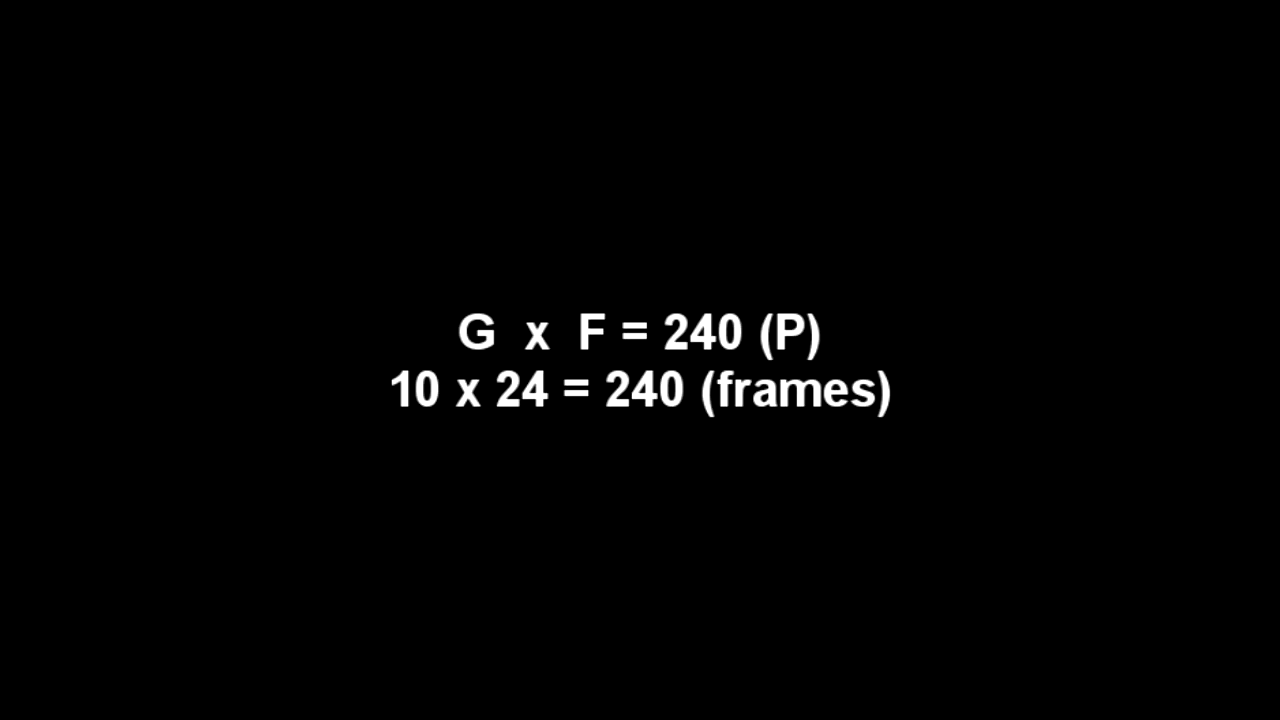 G x F = 240 (P)
10 x 24 = 240 (frames)